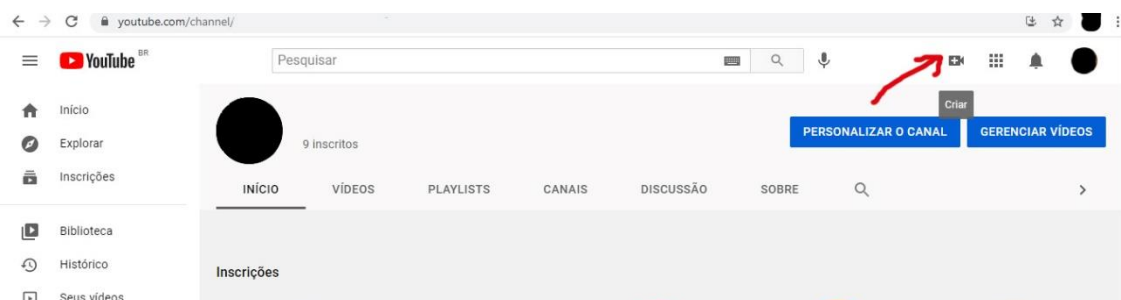 youtube.com/channel/
YouTube BR
Pesquisar
Criar
Início
Explorar
Inscrições
Biblioteca
Histórico
Seus vídeos
9 inscritos
PERSONALIZAR O CANAL
GERENCIAR VÍDEOS
INÍCIO
VÍDEOS
PLAYLISTS
CANAIS
DISCUSSÃO
SOBRE
Inscrições